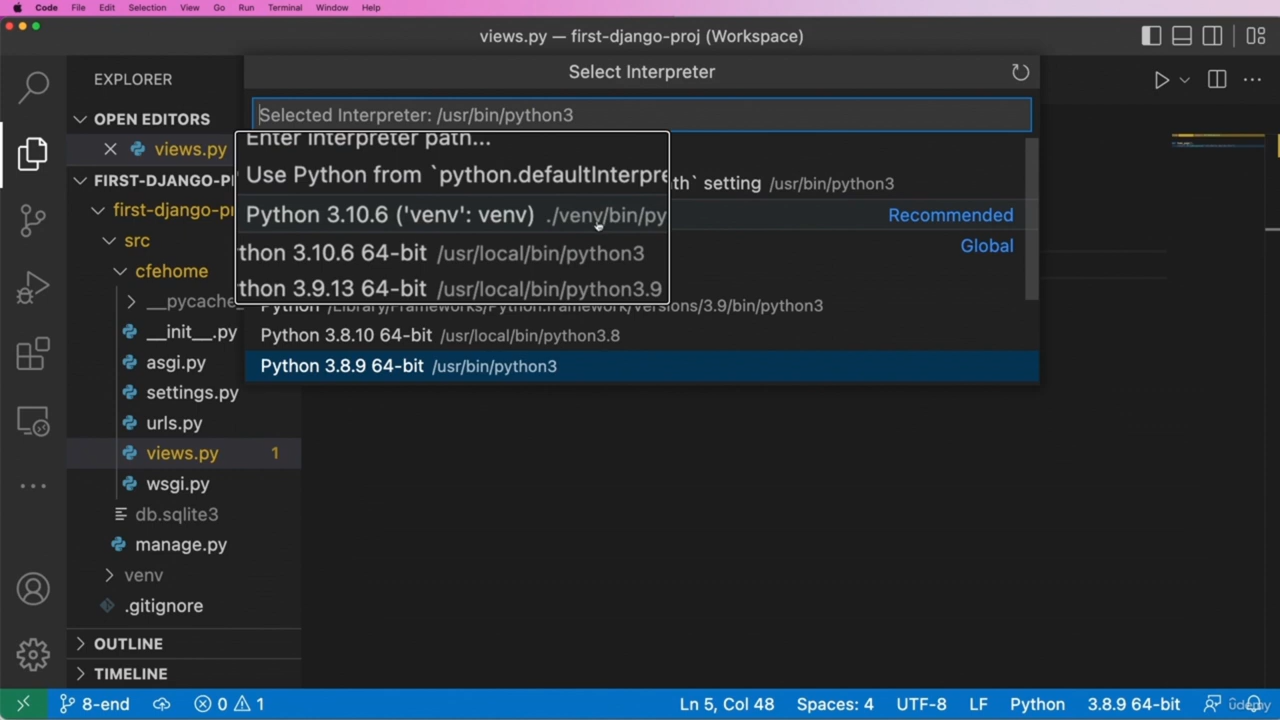 Code File Edit Selection View Go Run Terminal Window Help
views.py — first-django-proj (Workspace)
EXPLORER
Select Interpreter
OPEN EDITORS
Selected Interpreter: /usr/bin/python3
views.py
Enter interpreter path...
FIRST-DJANGO-P
Use Python from `python.defaultInterpre
th` setting /usr/bin/python3
first-django-pr
Python 3.10.6 ('venv': venv) ./venv/bin/py
Recommended
src
thon 3.10.6 64-bit /usr/local/bin/python3
Global
cfehome
thon 3.9.13 64-bit /usr/local/bin/python3.9
__pycache
Python /Library/Frameworks/Python.framework/Versions/3.9/bin/python3
__init__.py
Python 3.8.10 64-bit /usr/local/bin/python3.8
asgi.py
Python 3.8.9 64-bit /usr/bin/python3
settings.py
urls.py
views.py 1
wsgi.py
db.sqlite3
manage.py
venv
.gitignore
OUTLINE
TIMELINE
8-end 0 1 Ln 5, Col 48 Spaces: 4 UTF-8 LF Python 3.8.9 64-bit
udemy